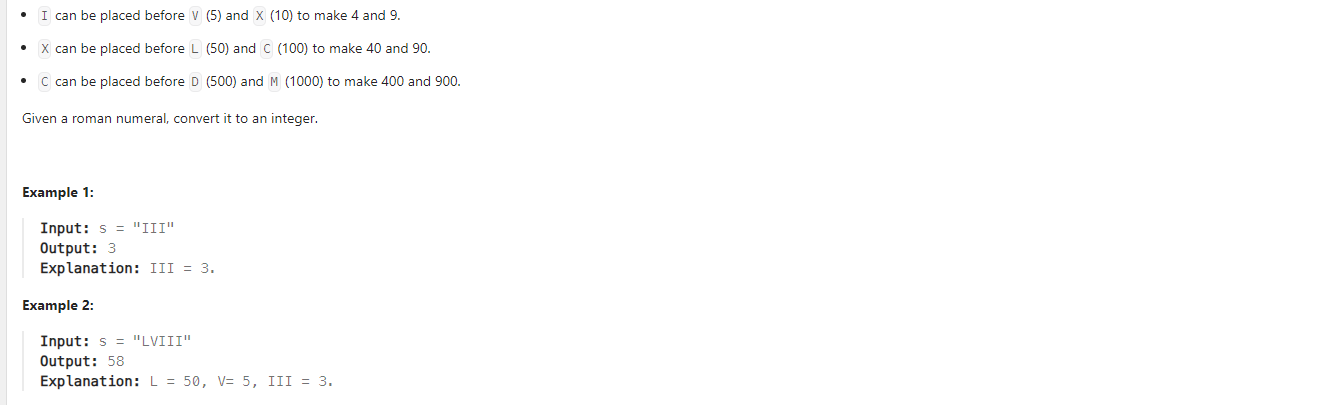 • I can be placed before V (5) and X (10) to make 4 and 9.
• X can be placed before L (50) and C (100) to make 40 and 90.
• C can be placed before D (500) and M (1000) to make 400 and 900.
Given a roman numeral, convert it to an integer.
Example 1:
Input: s = "III"
Output: 3
Explanation: III = 3.
Example 2:
Input: s = "LVIII"
Output: 58
Explanation: L = 50, V= 5, III = 3.